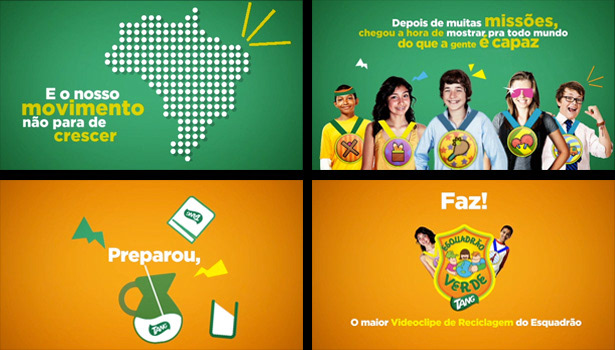 E o nosso
movimento
não para de
crescer
Depois de muitas missões,
chegou a hora de mostrar pra todo mundo
do que a gente é capaz
TANG
Preparou,
TANG
Faz!
ESQUADRÃO
VERDE
TANG
O maior Videoclipe de Reciclagem do Esquadrão